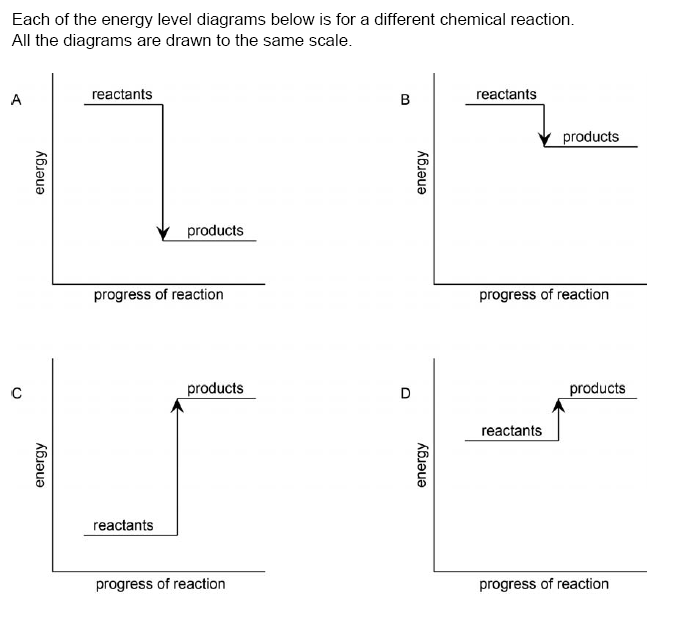 Each of the energy level diagrams below is for a different chemical reaction.
All the diagrams are drawn to the same scale.
A
reactants
energy
products
progress of reaction
B
reactants
energy
products
progress of reaction
C
products
energy
reactants
progress of reaction
D
products
reactants
energy
progress of reaction